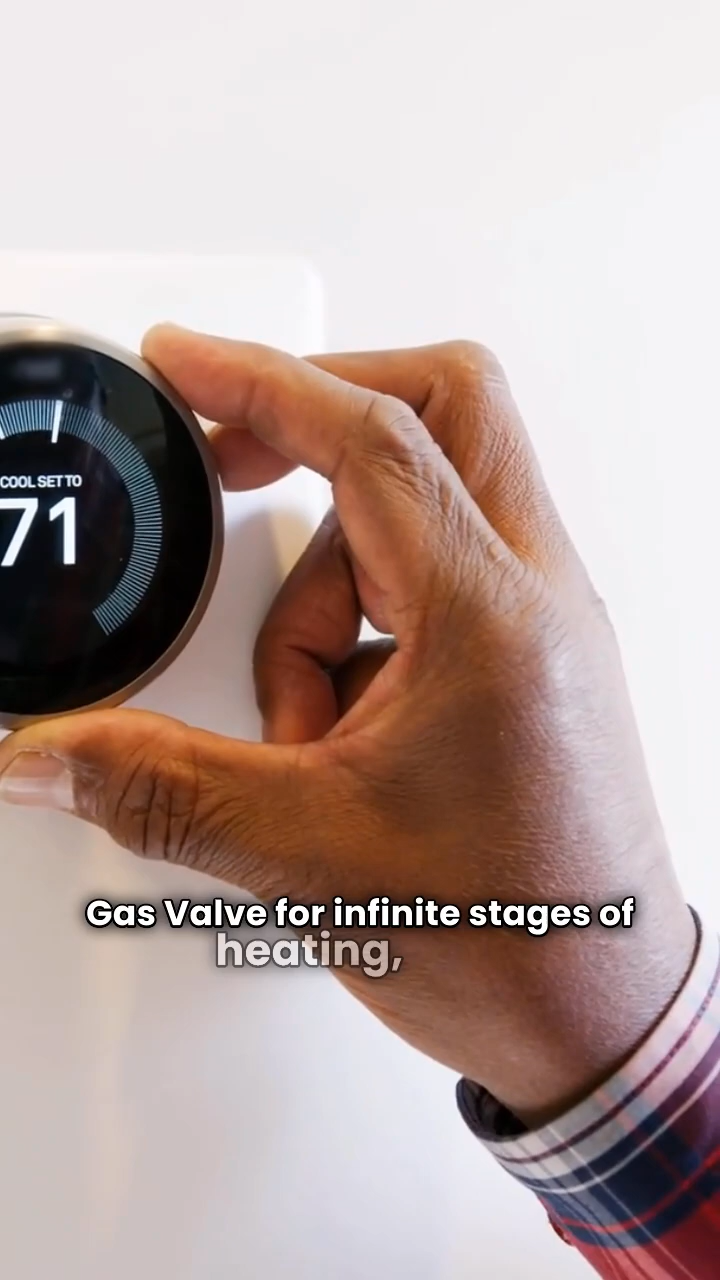 COOL SET TO
71
Gas Valve for infinite stages of
heating,